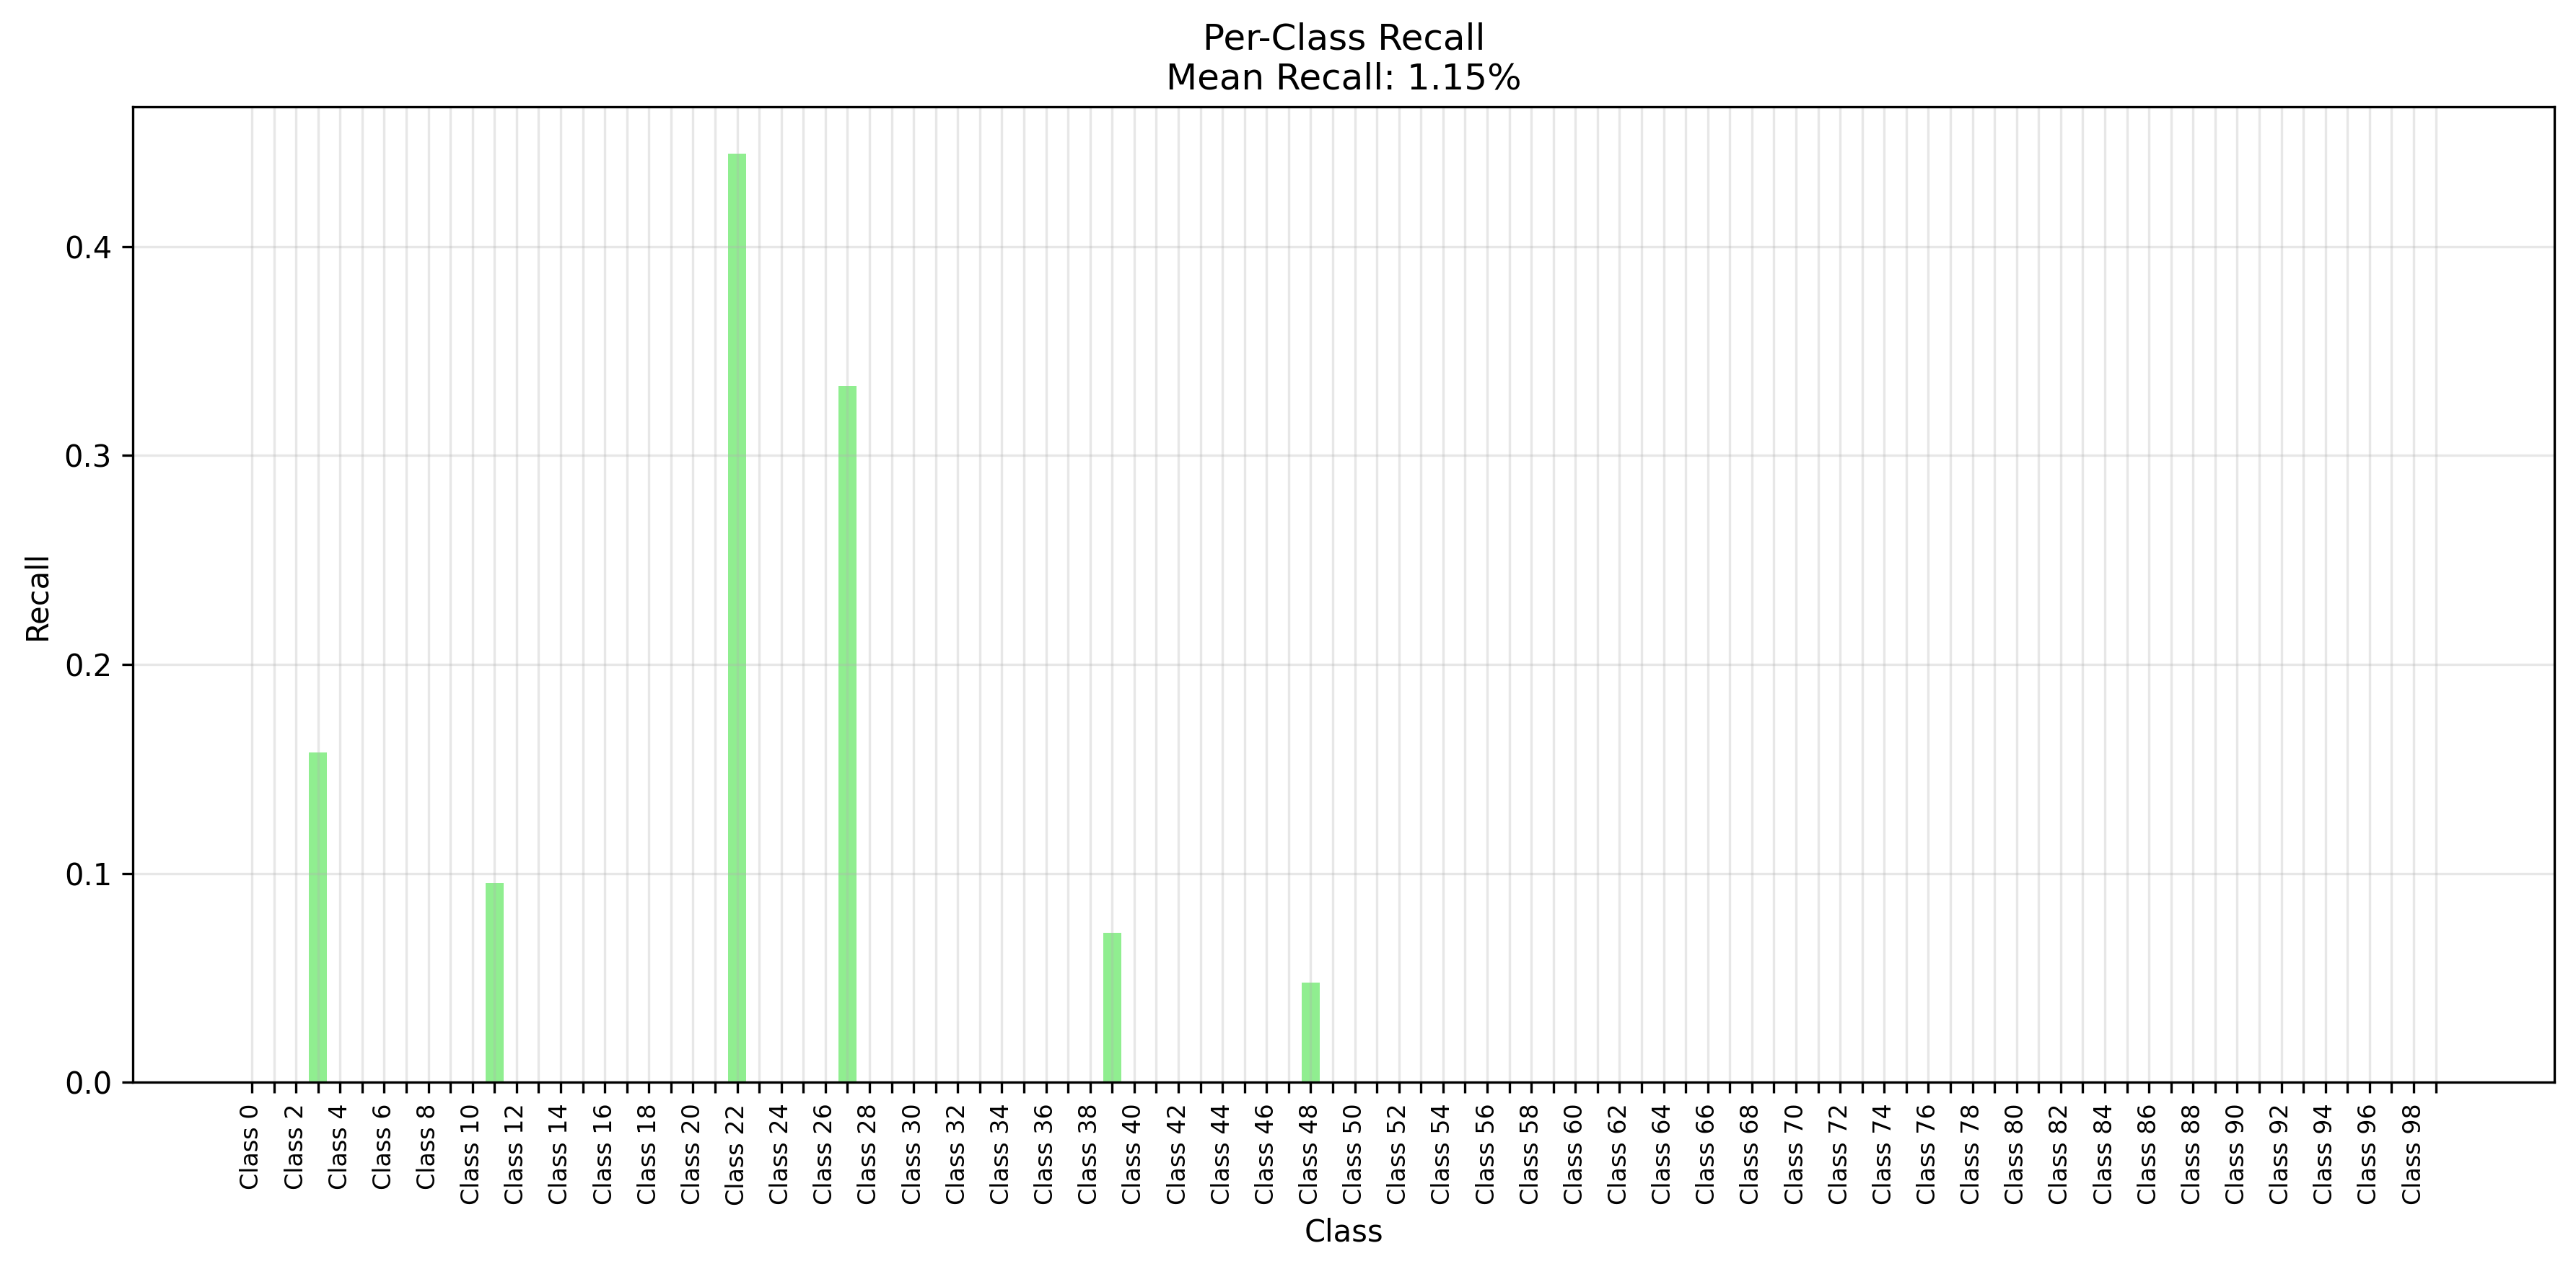 Per-Class Recall
Mean Recall: 1.15%
Recall
0.4
0.3
0.2
0.1
0.0
Class 0
Class 2
Class 4
Class 6
Class 8
Class 10
Class 12
Class 14
Class 16
Class 18
Class 20
Class 22
Class 24
Class 26
Class 28
Class 30
Class 32
Class 34
Class 36
Class 38
Class 40
Class 42
Class 44
Class 46
Class 48
Class 50
Class 52
Class 54
Class 56
Class 58
Class 60
Class 62
Class 64
Class 66
Class 68
Class 70
Class 72
Class 74
Class 76
Class 78
Class 80
Class 82
Class 84
Class 86
Class 88
Class 90
Class 92
Class 94
Class 96
Class 98
Class